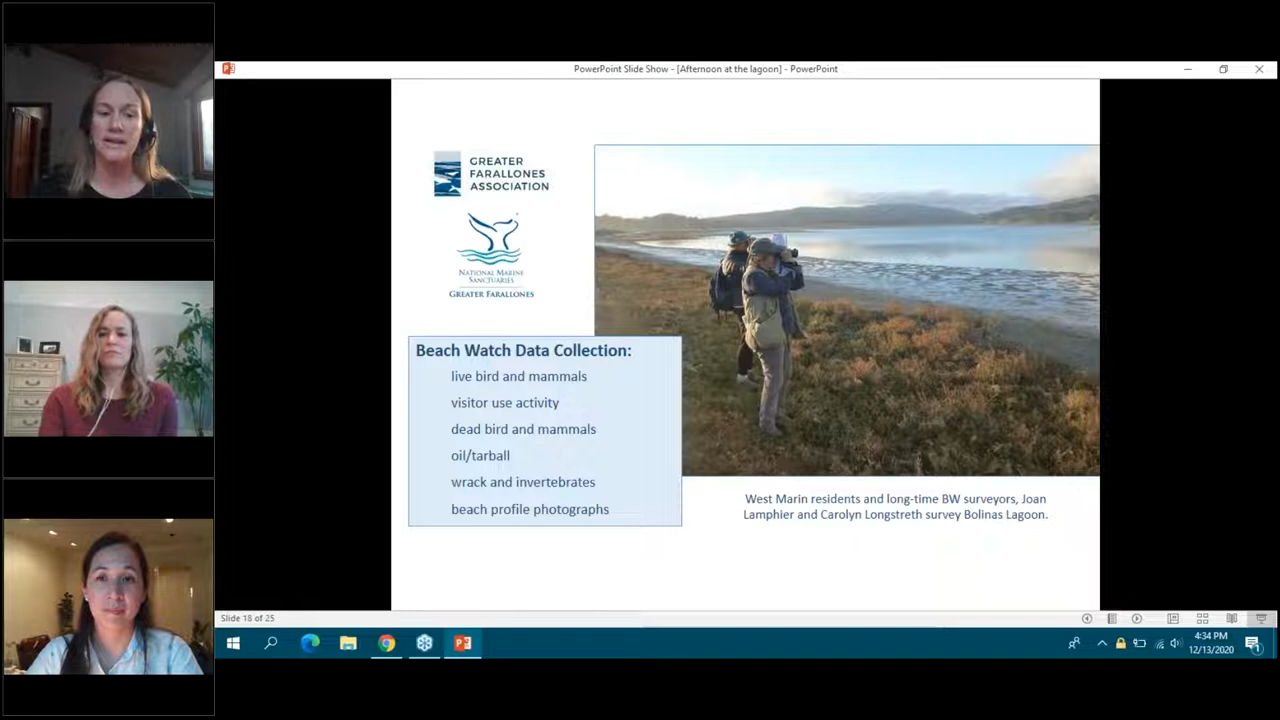 PowerPoint Slide Show - [Afternoon at the lagoon] - PowerPoint
GREATER
FARALLONES
ASSOCIATION
NATIONAL MARINE
SANCTUARIES
GREATER FARALLONES
Beach Watch Data Collection:
live bird and mammals
visitor use activity
dead bird and mammals
oil/tarball
wrack and invertebrates
beach profile photographs
West Marin residents and long-time BW surveyors, Joan
Lamphier and Carolyn Longstreth survey Bolinas Lagoon.
Slide 18 of 25
4:34 PM
12/13/2020